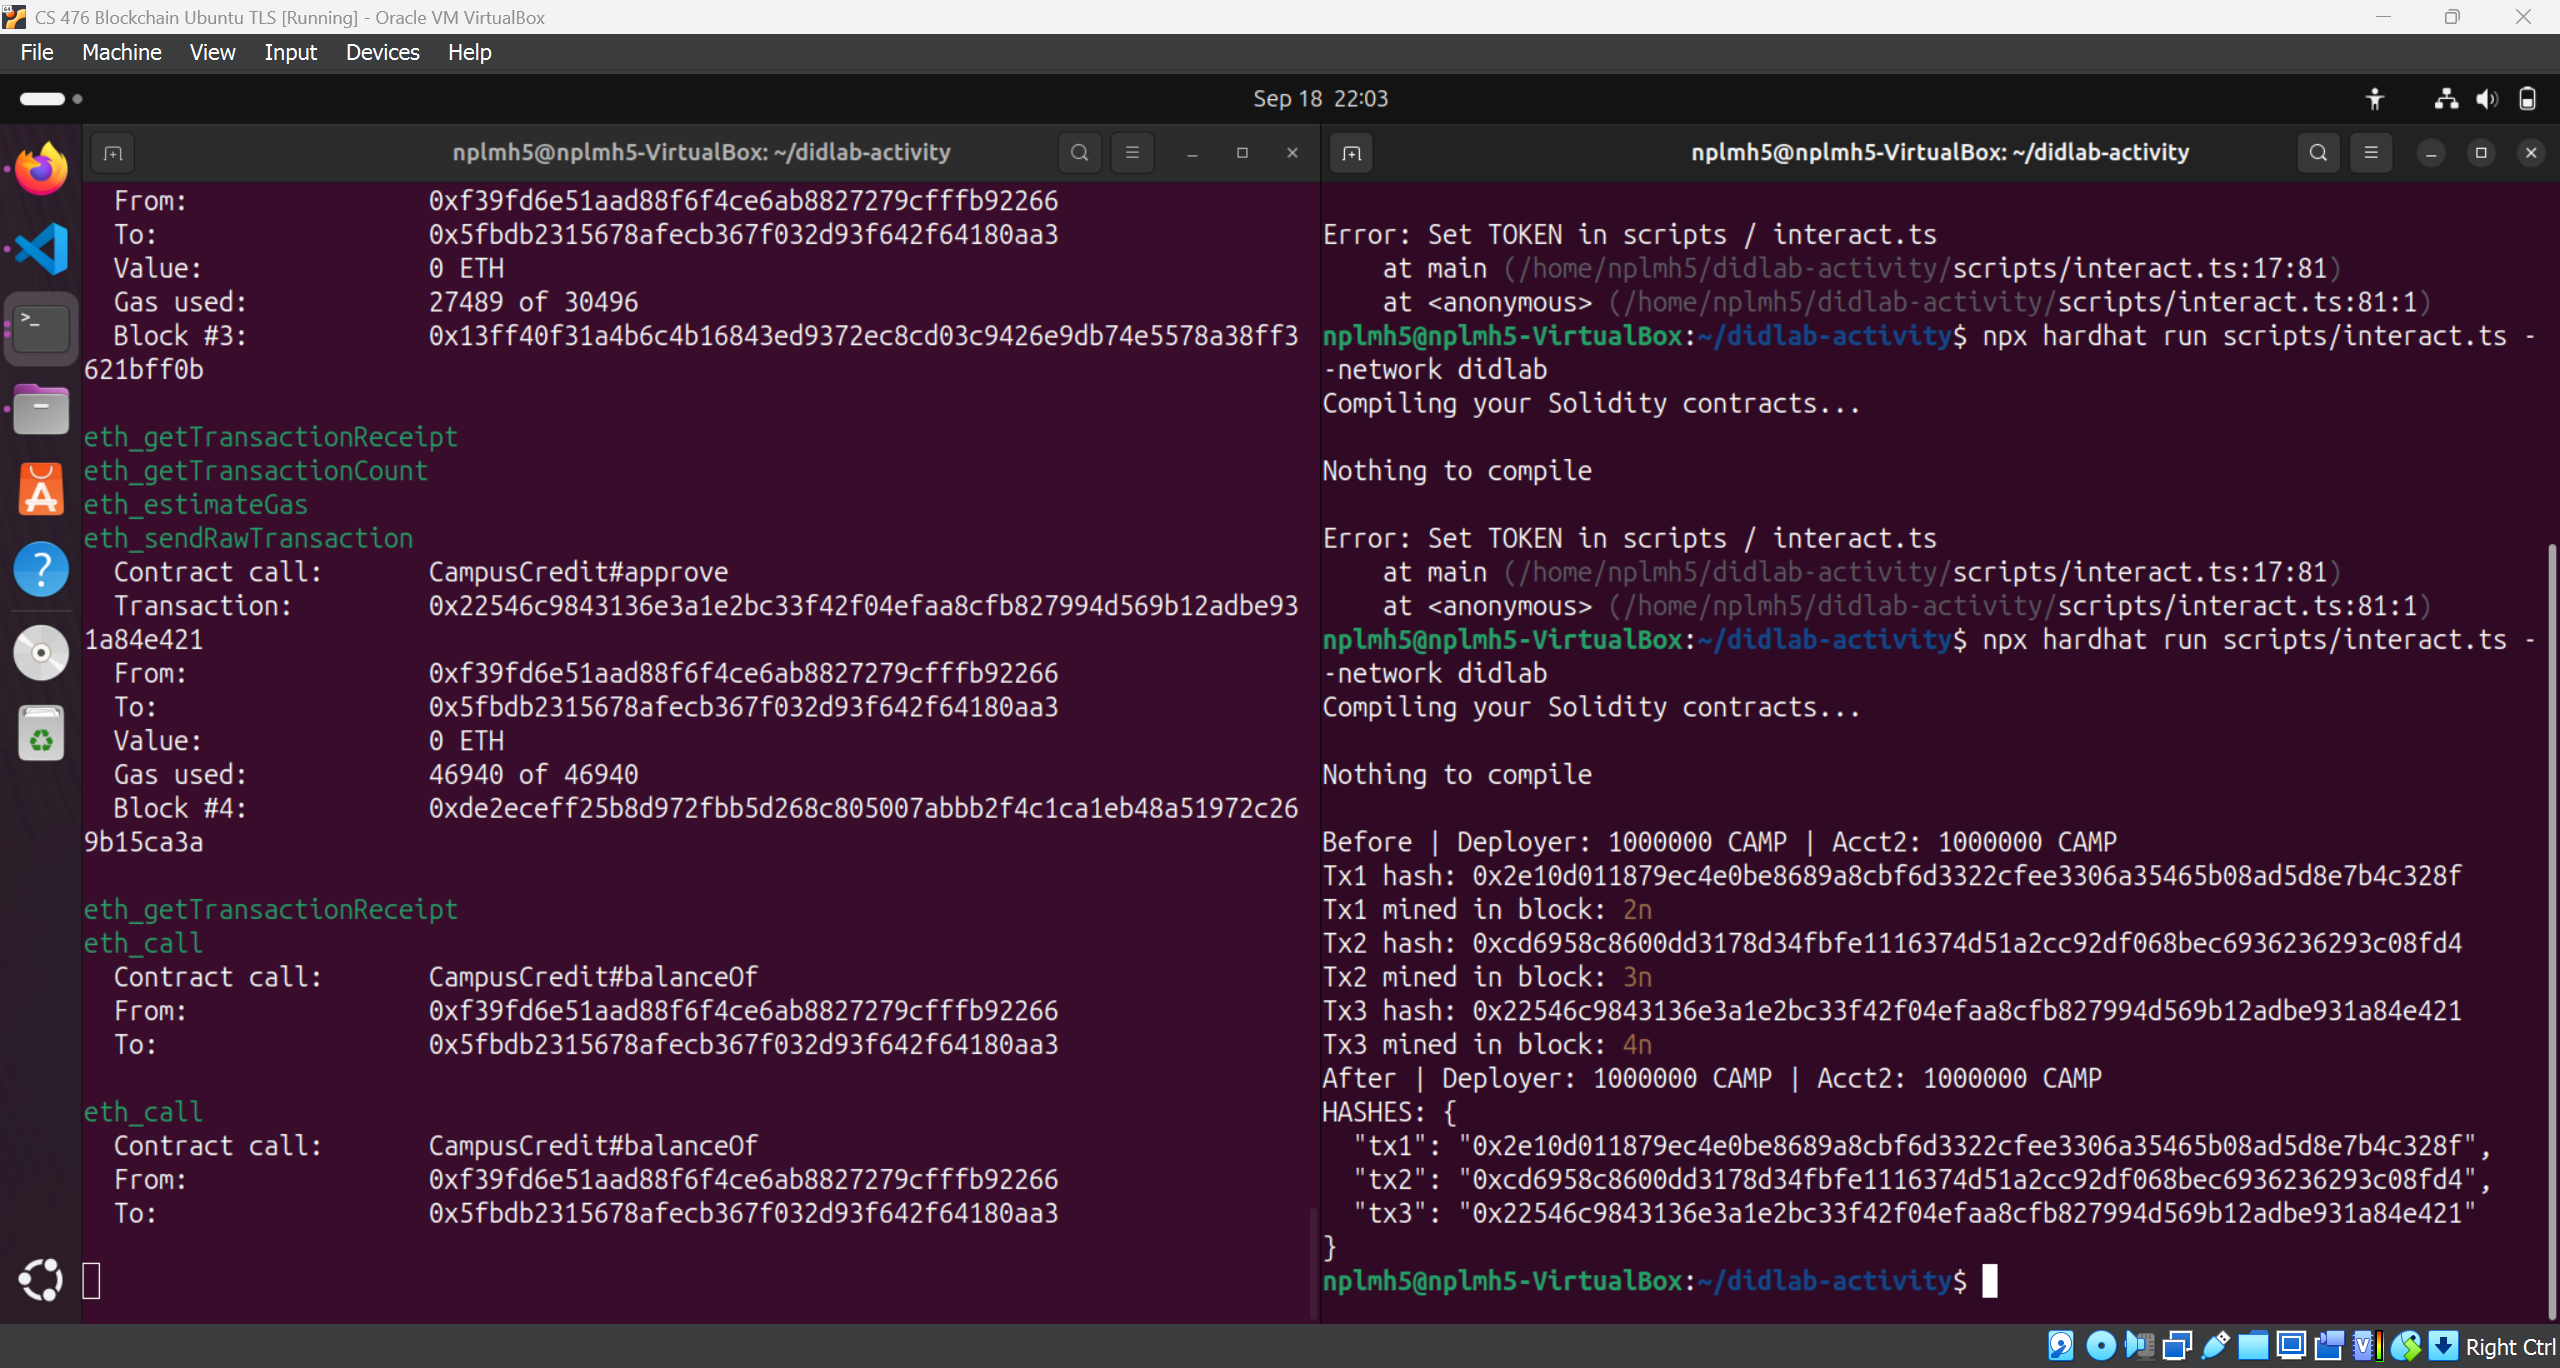 CS 476 Blockchain Ubuntu TLS [Running] - Oracle VM VirtualBox
File Machine View Input Devices Help
Sep 18 22:03
nplmh5@nplmh5-VirtualBox: ~/didlab-activity
From: 0xf39fd6e51aad88f6f4ce6ab8827279cfffb92266
To: 0x5fbdb2315678afecb367f032d93f642f64180aa3
Value: 0 ETH
Gas used: 27489 of 30496
Block #3: 0x13ff40f31a4b6c4b16843ed9372ec8cd03c9426e9db74e5578a38ff3
621bff0b
eth_getTransactionReceipt
eth_getTransactionCount
eth_estimateGas
eth_sendRawTransaction
Contract call: CampusCredit#approve
Transaction: 0x22546c9843136e3a1e2bc33f42f04efaa8cfb827994d569b12adbe93
1a84e421
From: 0xf39fd6e51aad88f6f4ce6ab8827279cfffb92266
To: 0x5fbdb2315678afecb367f032d93f642f64180aa3
Value: 0 ETH
Gas used: 46940 of 46940
Block #4: 0xde2eceff25b8d972fbb5d268c805007abbb2f4c1ca1eb48a51972c26
9b15ca3a
eth_getTransactionReceipt
eth_call
Contract call: CampusCredit#balanceOf
From: 0xf39fd6e51aad88f6f4ce6ab8827279cfffb92266
To: 0x5fbdb2315678afecb367f032d93f642f64180aa3
eth_call
Contract call: CampusCredit#balanceOf
From: 0xf39fd6e51aad88f6f4ce6ab8827279cfffb92266
To: 0x5fbdb2315678afecb367f032d93f642f64180aa3
nplmh5@nplmh5-VirtualBox: ~/didlab-activity
Error: Set TOKEN in scripts / interact.ts
at main (/home/nplmh5/didlab-activity/scripts/interact.ts:17:81)
at <anonymous> (/home/nplmh5/didlab-activity/scripts/interact.ts:81:1)
nplmh5@nplmh5-VirtualBox:~/didlab-activity$ npx hardhat run scripts/interact.ts -
-network didlab
Compiling your Solidity contracts...
Nothing to compile
Error: Set TOKEN in scripts / interact.ts
at main (/home/nplmh5/didlab-activity/scripts/interact.ts:17:81)
at <anonymous> (/home/nplmh5/didlab-activity/scripts/interact.ts:81:1)
nplmh5@nplmh5-VirtualBox:~/didlab-activity$ npx hardhat run scripts/interact.ts -
-network didlab
Compiling your Solidity contracts...
Nothing to compile
Before | Deployer: 1000000 CAMP | Acct2: 1000000 CAMP
Tx1 hash: 0x2e10d011879ec4e0be8689a8cbf6d3322cfee3306a35465b08ad5d8e7b4c328f
Tx1 mined in block: 2n
Tx2 hash: 0xcd6958c8600dd3178d34fbfe1116374d51a2cc92df068bec6936236293c08fd4
Tx2 mined in block: 3n
Tx3 hash: 0x22546c9843136e3a1e2bc33f42f04efaa8cfb827994d569b12adbe931a84e421
Tx3 mined in block: 4n
After | Deployer: 1000000 CAMP | Acct2: 1000000 CAMP
HASHES: {
"tx1": "0x2e10d011879ec4e0be8689a8cbf6d3322cfee3306a35465b08ad5d8e7b4c328f",
"tx2": "0xcd6958c8600dd3178d34fbfe1116374d51a2cc92df068bec6936236293c08fd4",
"tx3": "0x22546c9843136e3a1e2bc33f42f04efaa8cfb827994d569b12adbe931a84e421"
}
nplmh5@nplmh5-VirtualBox:~/didlab-activity$
Right Ctrl